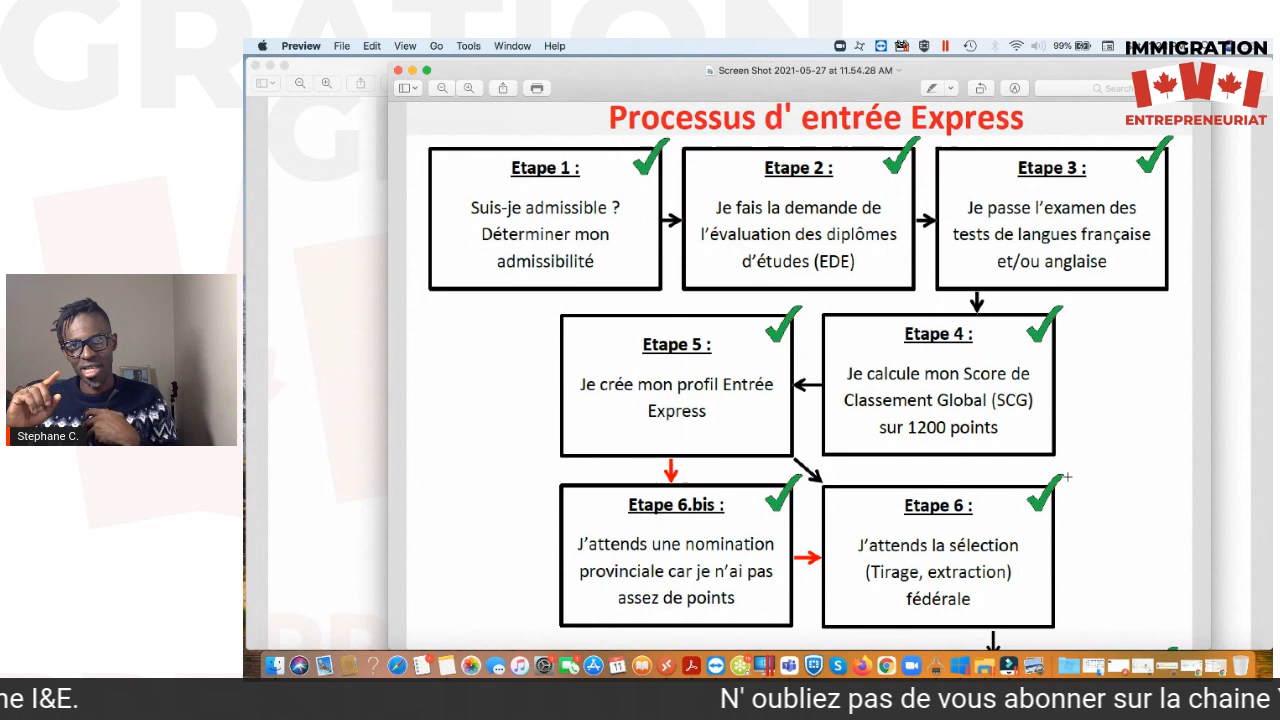 GRATION
Preview File Edit View Go Tools Window Help
99%
IMMIGRATION
ENTREPRENEURIAT
Screen Shot 2021-05-27 at 11.54.28 AM
Search
Processus d' entrée Express
Etape 1 :
Suis-je admissible ?
Déterminer mon
admissibilité
Etape 2 :
Je fais la demande de
l'évaluation des diplômes
d'études (EDE)
Etape 3 :
Je passe l'examen des
tests de langues française
et/ou anglaise
Etape 4 :
Je calcule mon Score de
Classement Global (SCG)
sur 1200 points
Etape 5 :
Je crée mon profil Entrée
Express
Etape 6.bis :
J'attends une nomination
provinciale car je n'ai pas
assez de points
Etape 6 :
J'attends la sélection
(Tirage, extraction)
fédérale
Stephane C.
ne I&E.
N' oubliez pas de vous abonner sur la chaine